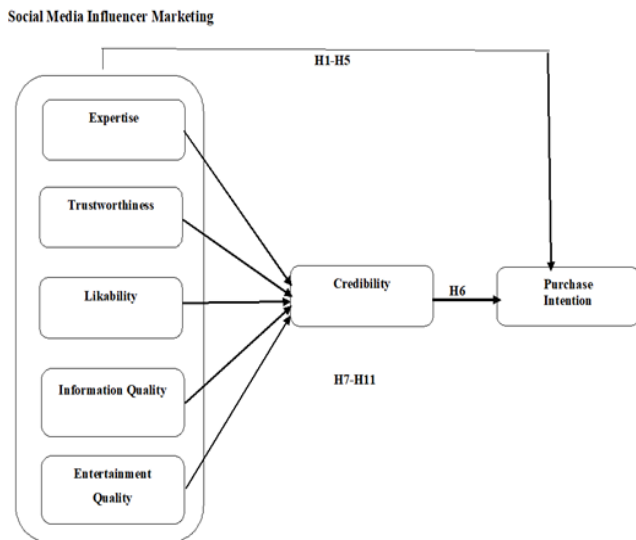 Social Media Influencer Marketing
H1-H5
Expertise
Trustworthiness
Likability
Credibility
H6
Purchase
Intention
Information Quality
H7-H11
Entertainment
Quality